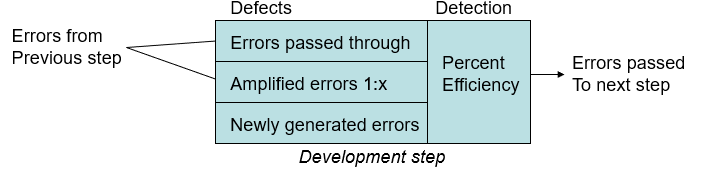 Defects
Detection
Errors from
Previous step
Errors passed through
Amplified errors 1:x
Newly generated errors
Percent
Efficiency
Errors passed
To next step
Development step